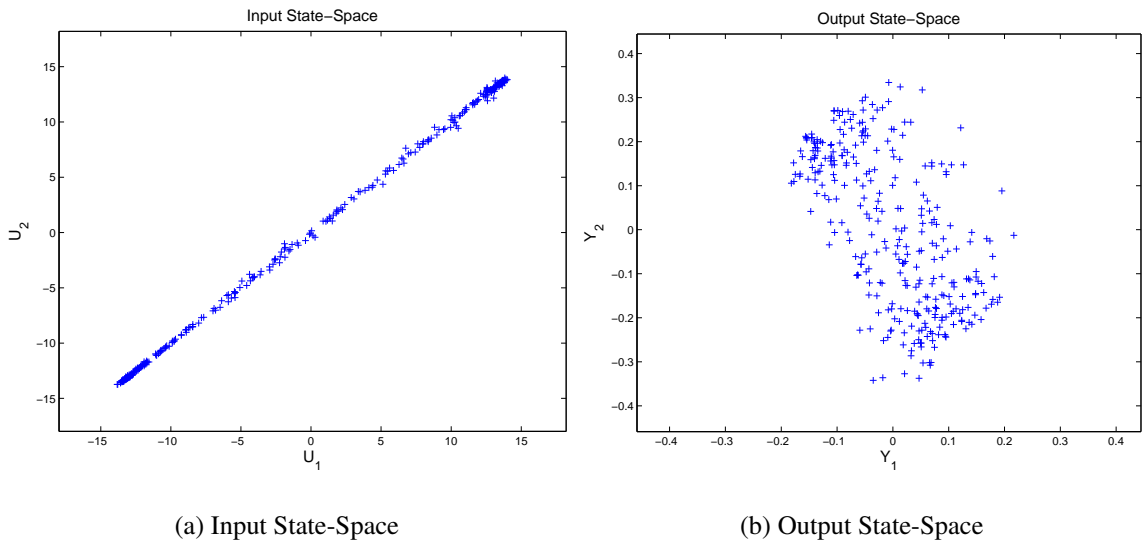 Input State−Space
15
10
5
0
−5
−10
−15
U2
−15 −10 −5 0 5 10 15
U1
(a) Input State-Space
Output State−Space
0.4
0.3
0.2
0.1
0
−0.1
−0.2
−0.3
−0.4
Y2
−0.4 −0.3 −0.2 −0.1 0 0.1 0.2 0.3 0.4
Y1
(b) Output State-Space